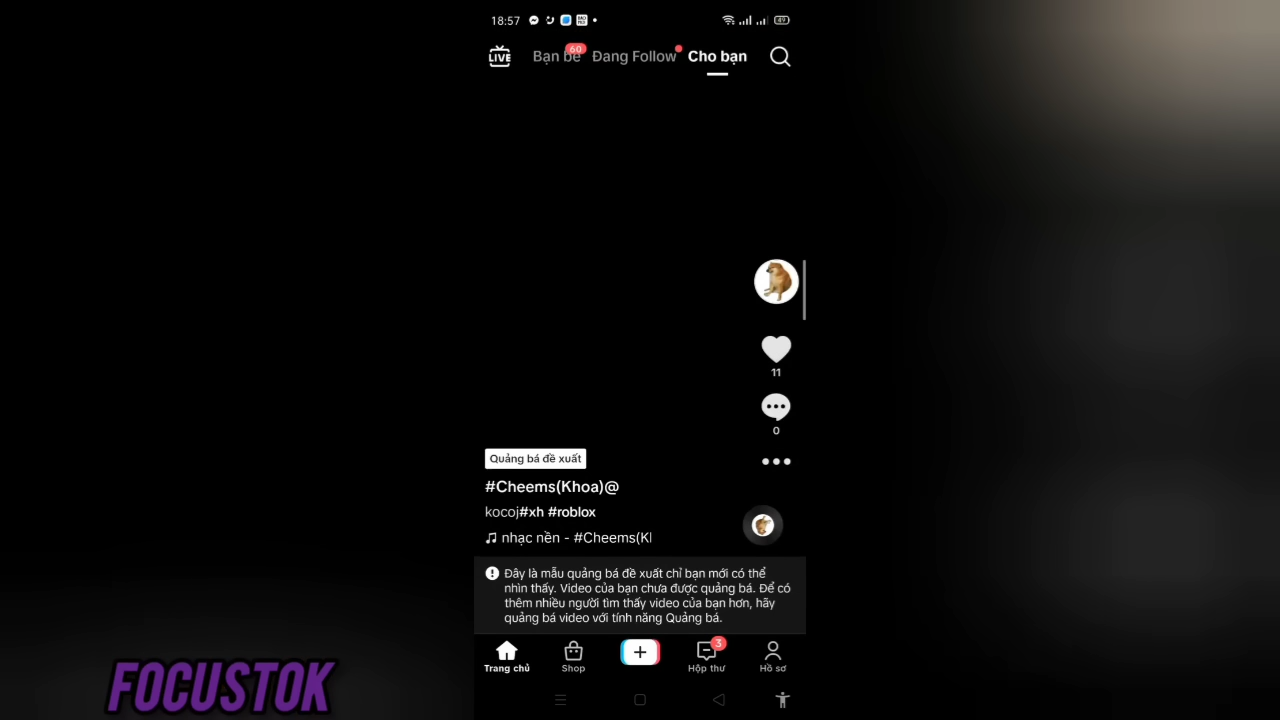 18:57
49
LIVE
Bạn bè
60
Đang Follow
Cho bạn
11
0
Quảng bá đề xuất
#Cheems(Khoa)@
kocoj#xh #roblox
nhạc nền - #Cheems(K
Đây là mẫu quảng bá đề xuất chỉ bạn mới có thể
nhìn thấy. Video của bạn chưa được quảng bá. Để có
thêm nhiều người tìm thấy video của bạn hơn, hãy
quảng bá video với tính năng Quảng bá.
3
Trang chủ
Shop
Hộp thư
Hồ sơ
FOCUSTOK